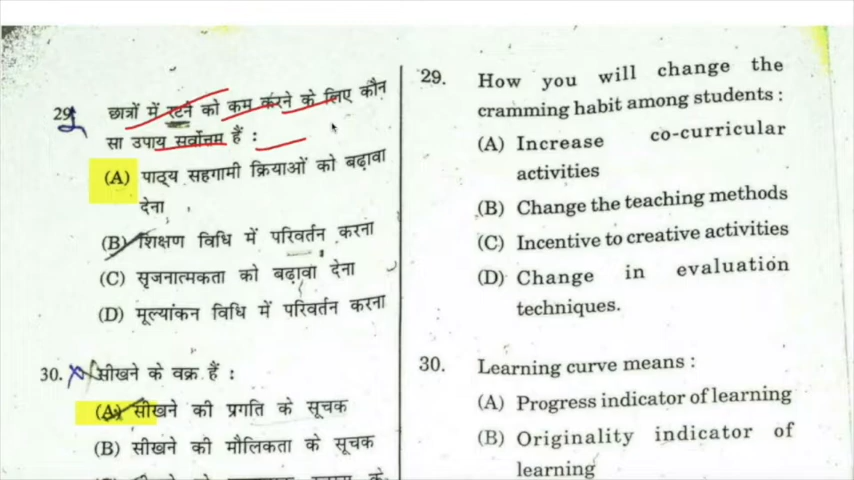 29. छात्रों में रटने को कम करने के लिए कौन
सा उपाय सर्वोत्तम हैं :
(A) पाठ्य सहगामी क्रियाओं को बढ़ावा
देना
(B) शिक्षण विधि में परिवर्तन करना
(C) सृजनात्मकता को बढ़ावा देना
(D) मूल्यांकन विधि में परिवर्तन करना
30. सीखने के वक्र हैं :
(A) सीखने की प्रगति के सूचक
(B) सीखने की मौलिकता के सूचक
29. How you will change the
cramming habit among students :
(A) Increase co-curricular
activities
(B) Change the teaching methods
(C) Incentive to creative activities
(D) Change in evaluation
techniques.
30. Learning curve means :
(A) Progress indicator of learning
(B) Originality indicator of
learning